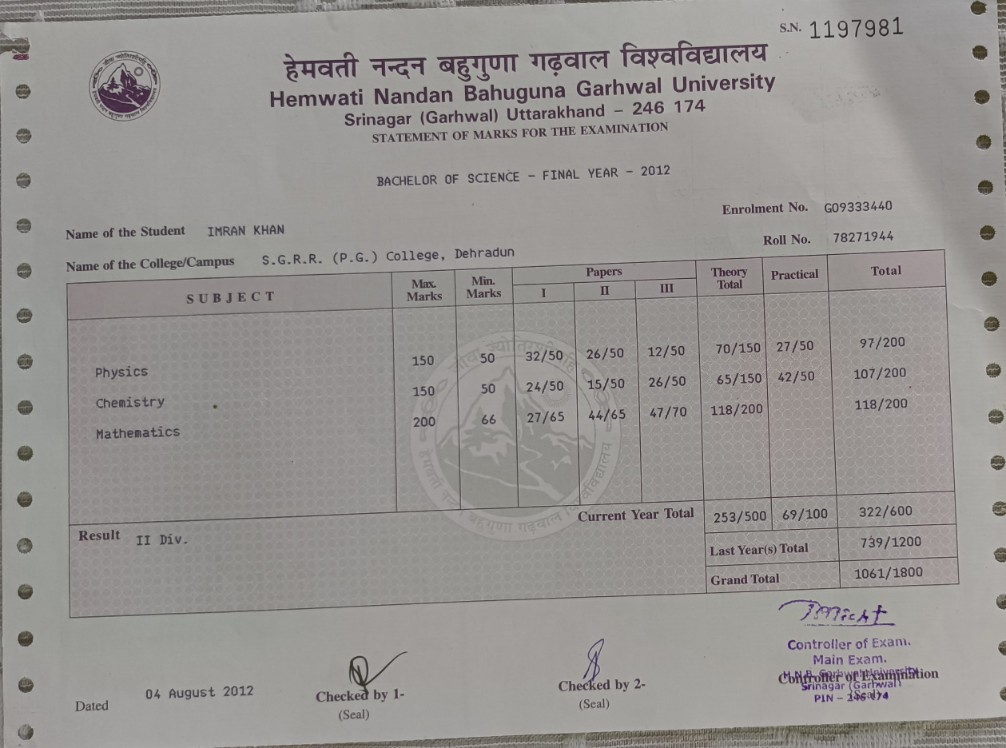 S.N. 1197981
हेमवती नन्दन बहुगुणा गढ़वाल विश्वविद्यालय
Hemwati Nandan Bahuguna Garhwal University
Srinagar (Garhwal) Uttarakhand – 246 174
STATEMENT OF MARKS FOR THE EXAMINATION
BACHELOR OF SCIENCE - FINAL YEAR - 2012
Enrolment No. G09333440
Name of the Student IMRAN KHAN
Roll No. 78271944
Name of the College/Campus S.G.R.R. (P.G.) College, Dehradun
SUBJECT Max. Marks Min. Marks Papers I II III Theory Total Practical Total
Physics 150 50 32/50 26/50 12/50 70/150 27/50 97/200
Chemistry 150 50 24/50 15/50 26/50 65/150 42/50 107/200
Mathematics 200 66 27/65 44/65 47/70 118/200 118/200
Current Year Total 253/500 69/100 322/600
Result II Div.
Last Year(s) Total 739/1200
Grand Total 1061/1800
Controller of Exam.
Main Exam.
Controller of Examination
Srinagar (Garhwal)
PIN - 246174
Dated 04 August 2012
Checked by 1-
(Seal)
Checked by 2-
(Seal)